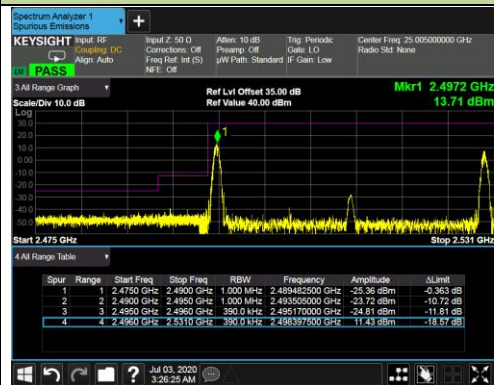 Spectrum Analyzer 1
Spurious Emissions
+
KEYSIGHT Input: RF Input Z: 50 Ω Atten: 10 dB Trig: Periodic Center Freq: 25.005000000 GHz
Coupling: DC Corrections: Off Preamp: Off Gate: LO Radio Std: None
Align: Auto Freq Ref: Int (S) µW Path: Standard IF Gain: Low
PASS NFE: Off
3 All Range Graph Ref Lvl Offset 35.00 dB Mkr1 2.4972 GHz
Scale/Div 10.0 dB Ref Value 40.00 dBm 13.71 dBm
Log
30.0
20.0
10.0
0.00
-10.0
-20.0
-30.0
-40.0
-50.0
1
Start 2.475 GHz Stop 2.531 GHz
4 All Range Table
Spur Range Start Freq Stop Freq RBW Frequency Amplitude ΔLimit
1 1 2.4750 GHz 2.4900 GHz 1.000 MHz 2.489482500 GHz -25.36 dBm -0.363 dB
2 2 2.4900 GHz 2.4950 GHz 1.000 MHz 2.493505000 GHz -23.72 dBm -10.72 dB
3 3 2.4950 GHz 2.4960 GHz 390.0 kHz 2.495170000 GHz -24.81 dBm -11.81 dB
4 4 2.4960 GHz 2.5310 GHz 390.0 kHz 2.498397500 GHz 11.43 dBm -18.57 dB
? Jul 03, 2020
3:26:25 AM